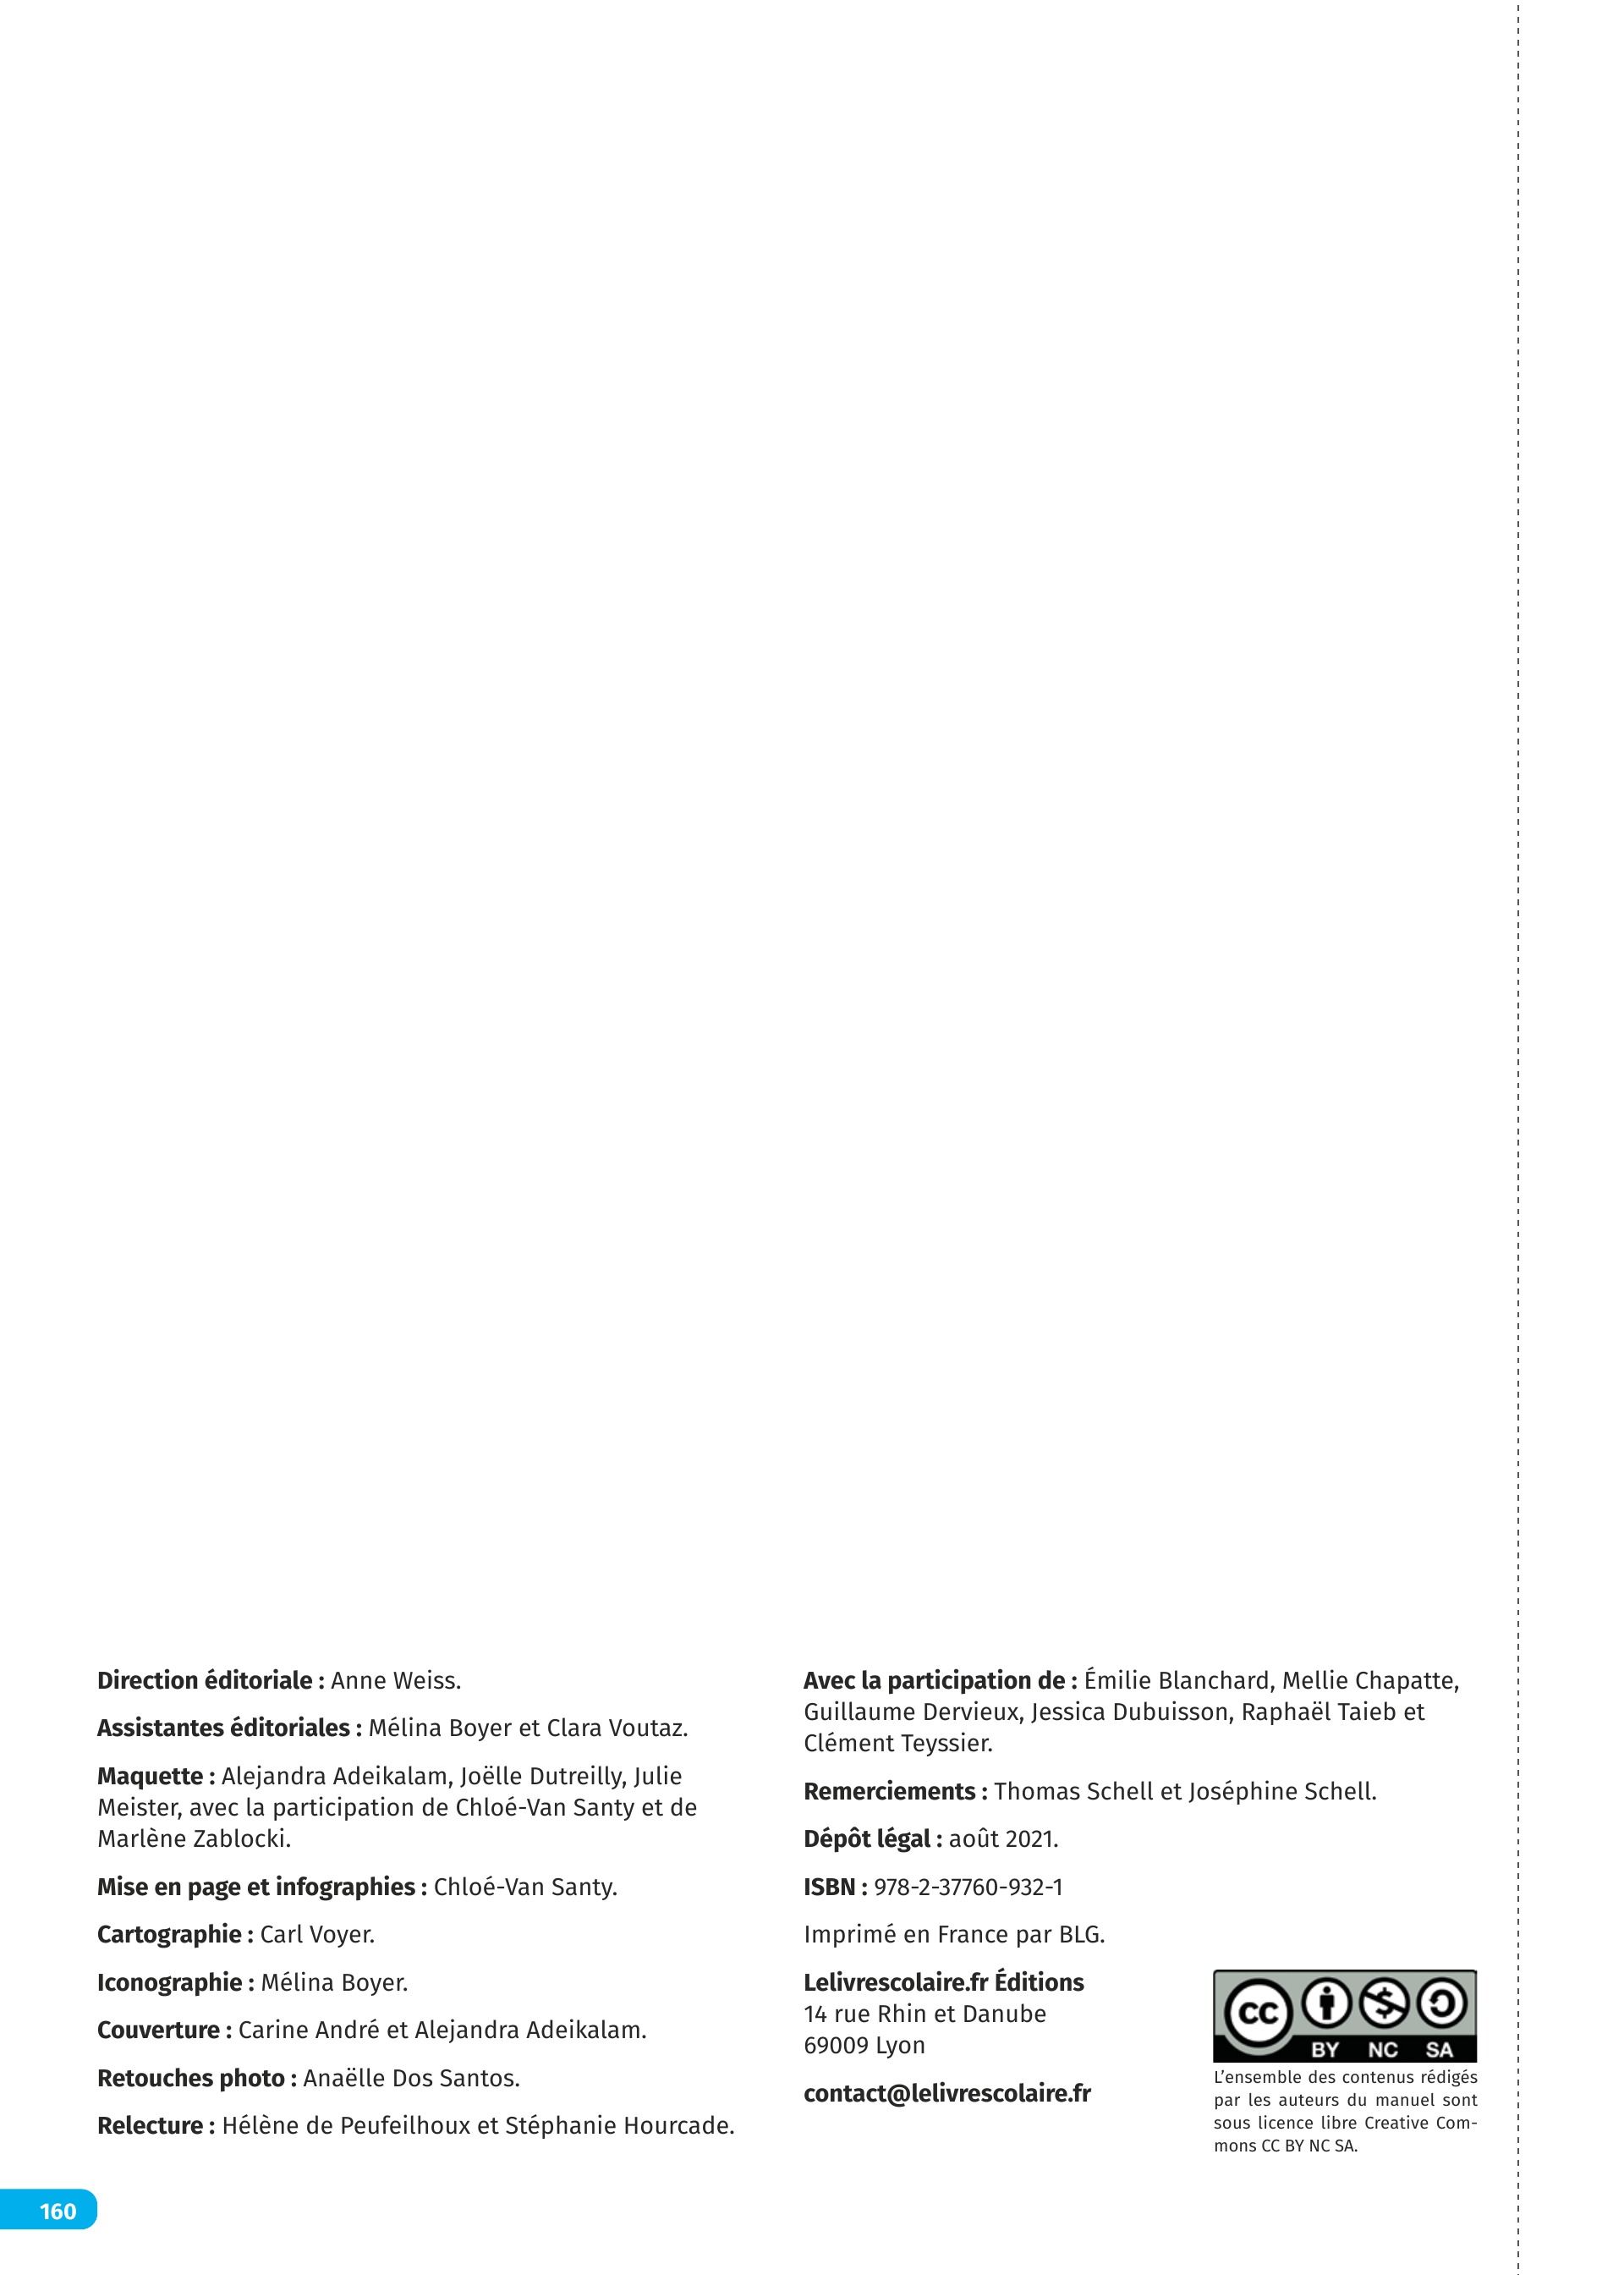 Direction éditoriale : Anne Weiss.
Assistantes éditoriales : Mélina Boyer et Clara Voutaz.
Maquette : Alejandra Adeikalam, Joëlle Dutreilly, Julie
Meister, avec la participation de Chloé-Van Santy et de
Marlène Zablocki.
Mise en page et infographies : Chloé-Van Santy.
Cartographie : Carl Voyer.
Iconographie : Mélina Boyer.
Couverture : Carine André et Alejandra Adeikalam.
Retouches photo : Anaëlle Dos Santos.
Relecture : Hélène de Peufeilhoux et Stéphanie Hourcade.
Avec la participation de : Émilie Blanchard, Mellie Chapatte,
Guillaume Dervieux, Jessica Dubuisson, Raphaël Taieb et
Clément Teyssier.
Remerciements : Thomas Schell et Joséphine Schell.
Dépôt légal : août 2021.
ISBN : 978-2-37760-932-1
Imprimé en France par BLG.
Lelivrescolaire.fr Éditions
14 rue Rhin et Danube
69009 Lyon
contact@lelivrescolaire.fr
cc
BY NC SA
L'ensemble des contenus rédigés
par les auteurs du manuel sont
sous licence libre Creative Com-
mons CC BY NC SA.
160